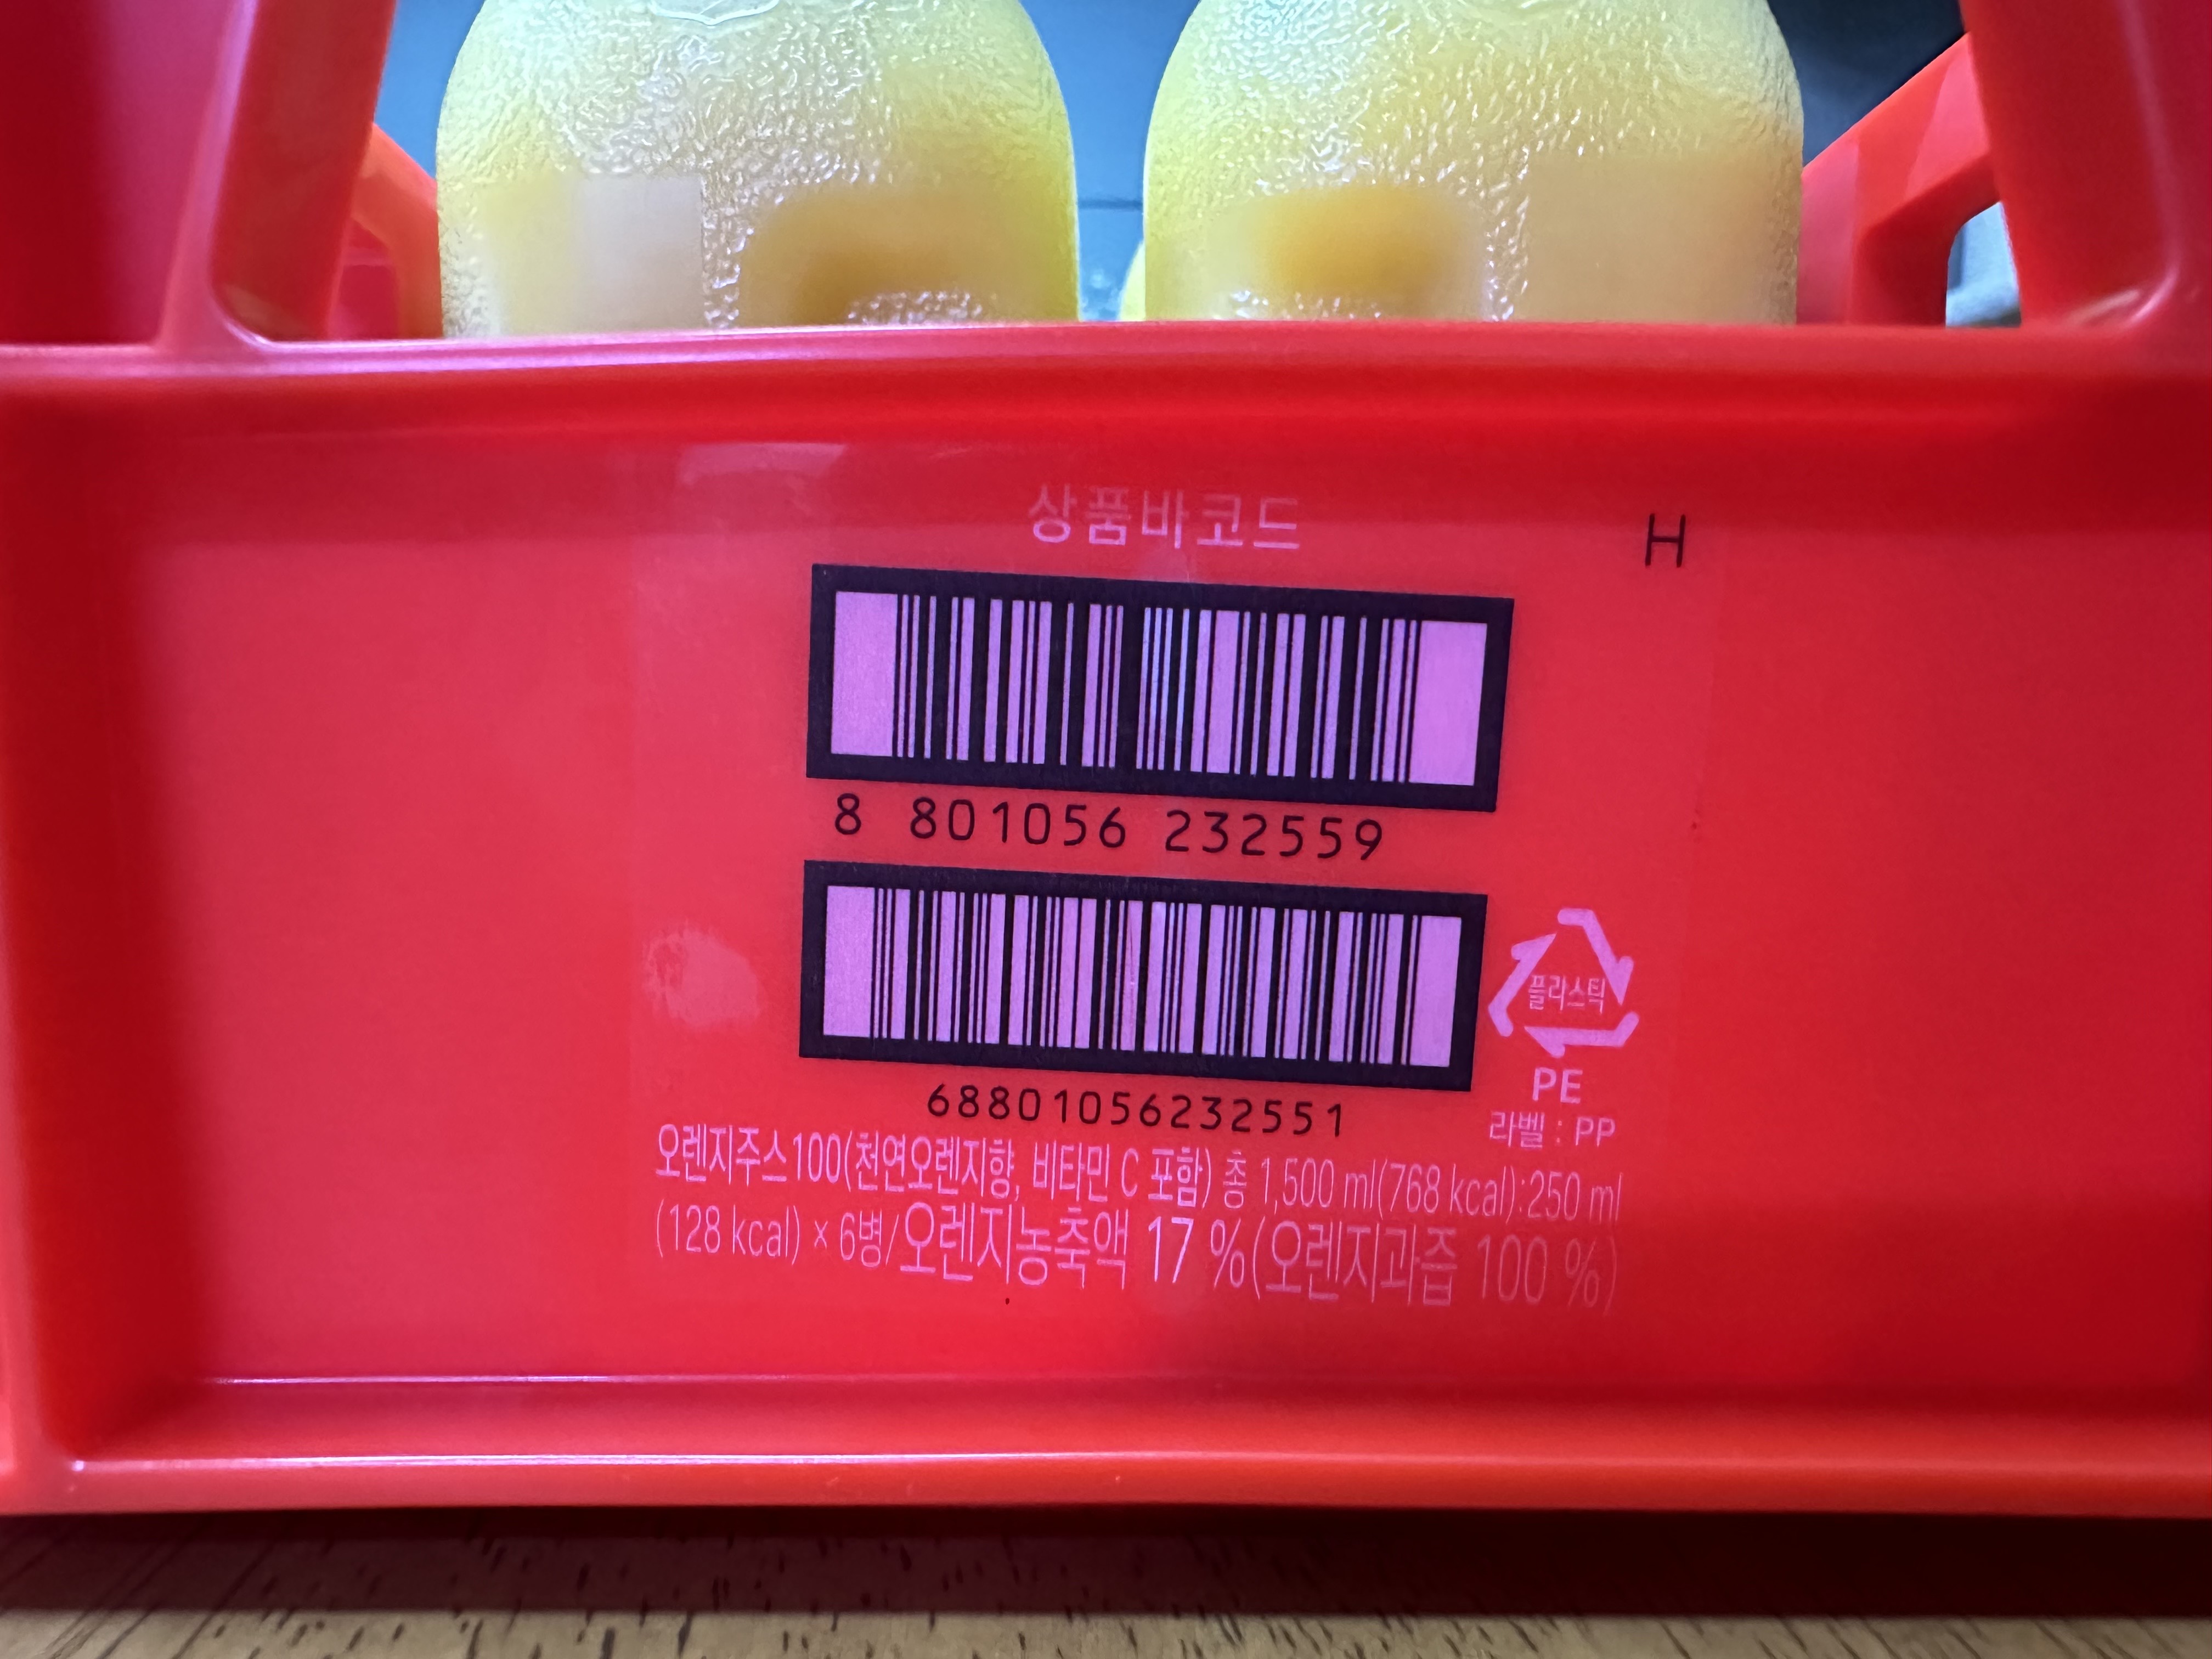 상품바코드
H
8 801056 232559
68801056232551
플라스틱
PE
라벨 : PP
오렌지주스100(천연오렌지향, 비타민 C 포함) 총 1,500 ml(768 kcal):250 ml
(128 kcal) × 6병/오렌지농축액 17 %(오렌지과즙 100 %)